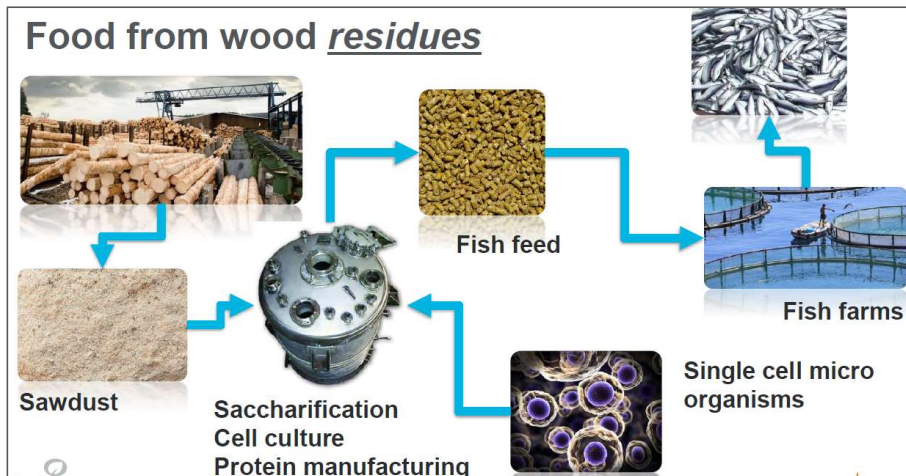 Food from wood residues
Fish feed
Fish farms
Sawdust
Saccharification
Cell culture
Protein manufacturing
Single cell micro
organisms